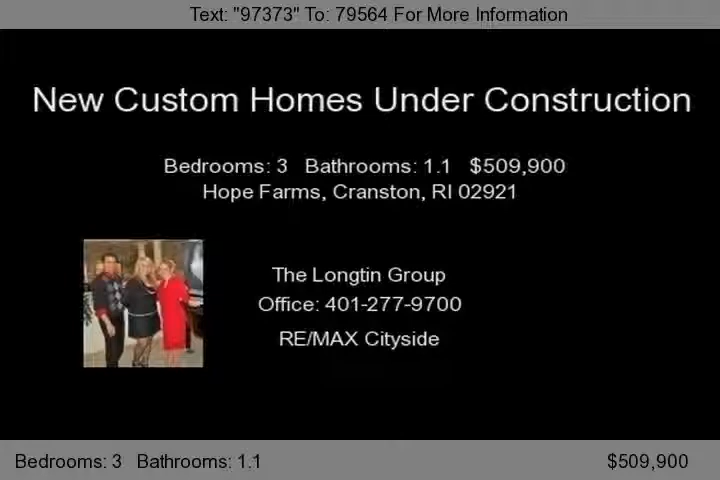 Text: "97373" To: 79564 For More Information
New Custom Homes Under Construction
Bedrooms: 3 Bathrooms: 1.1 $509,900
Hope Farms, Cranston, RI 02921
The Longtin Group
Office: 401-277-9700
RE/MAX Cityside
Bedrooms: 3 Bathrooms: 1.1 $509,900